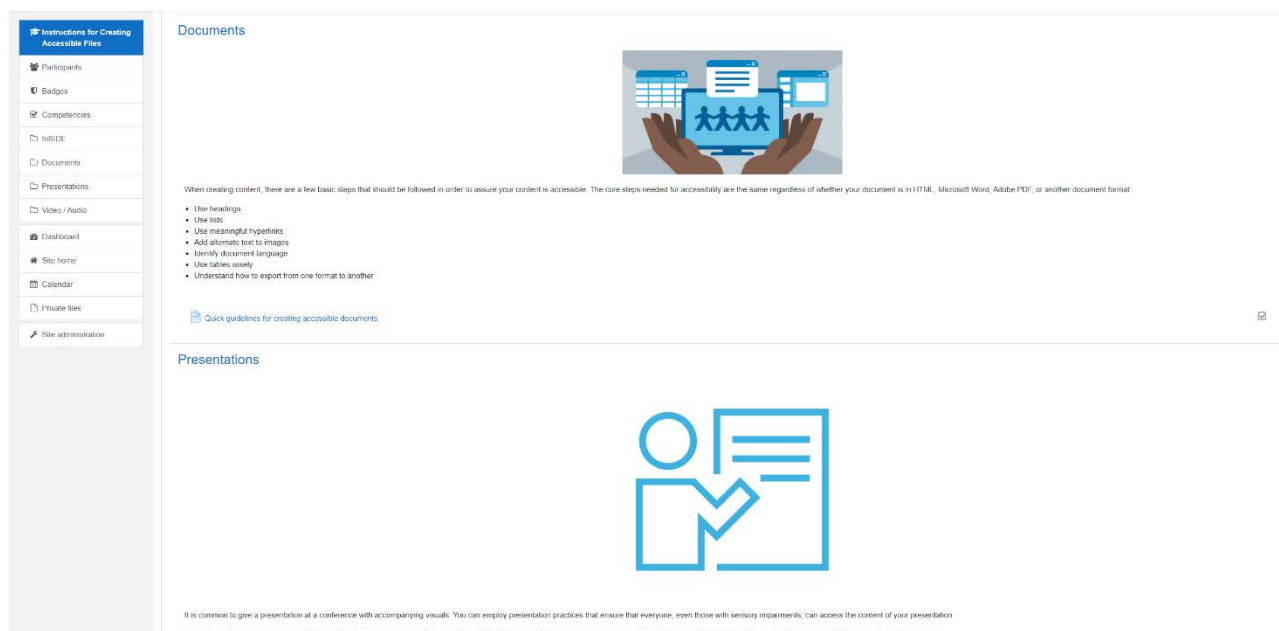 Instructions for Creating
Accessible Files
Participants
Badges
Competencies
InSIDE
Documents
Presentations
Video / Audio
Dashboard
Site home
Calendar
Private files
Site administration
Documents
When creating content, there are a few basic steps that should be followed in order to assure your content is accessible. The core steps needed for accessibility are the same regardless of whether your document is in HTML, Microsoft Word, Adobe PDF, or another document format.
Use headings
Use lists
Use meaningful hyperlinks
Add alternate text to images
Identify document language
Use tables wisely
Understand how to export from one format to another
Quick guidelines for creating accessible documents
Presentations
It is common to give a presentation at a conference with accompanying visuals. You can employ presentation practices that ensure that everyone, even those with sensory impairments, can access the content of your presentation